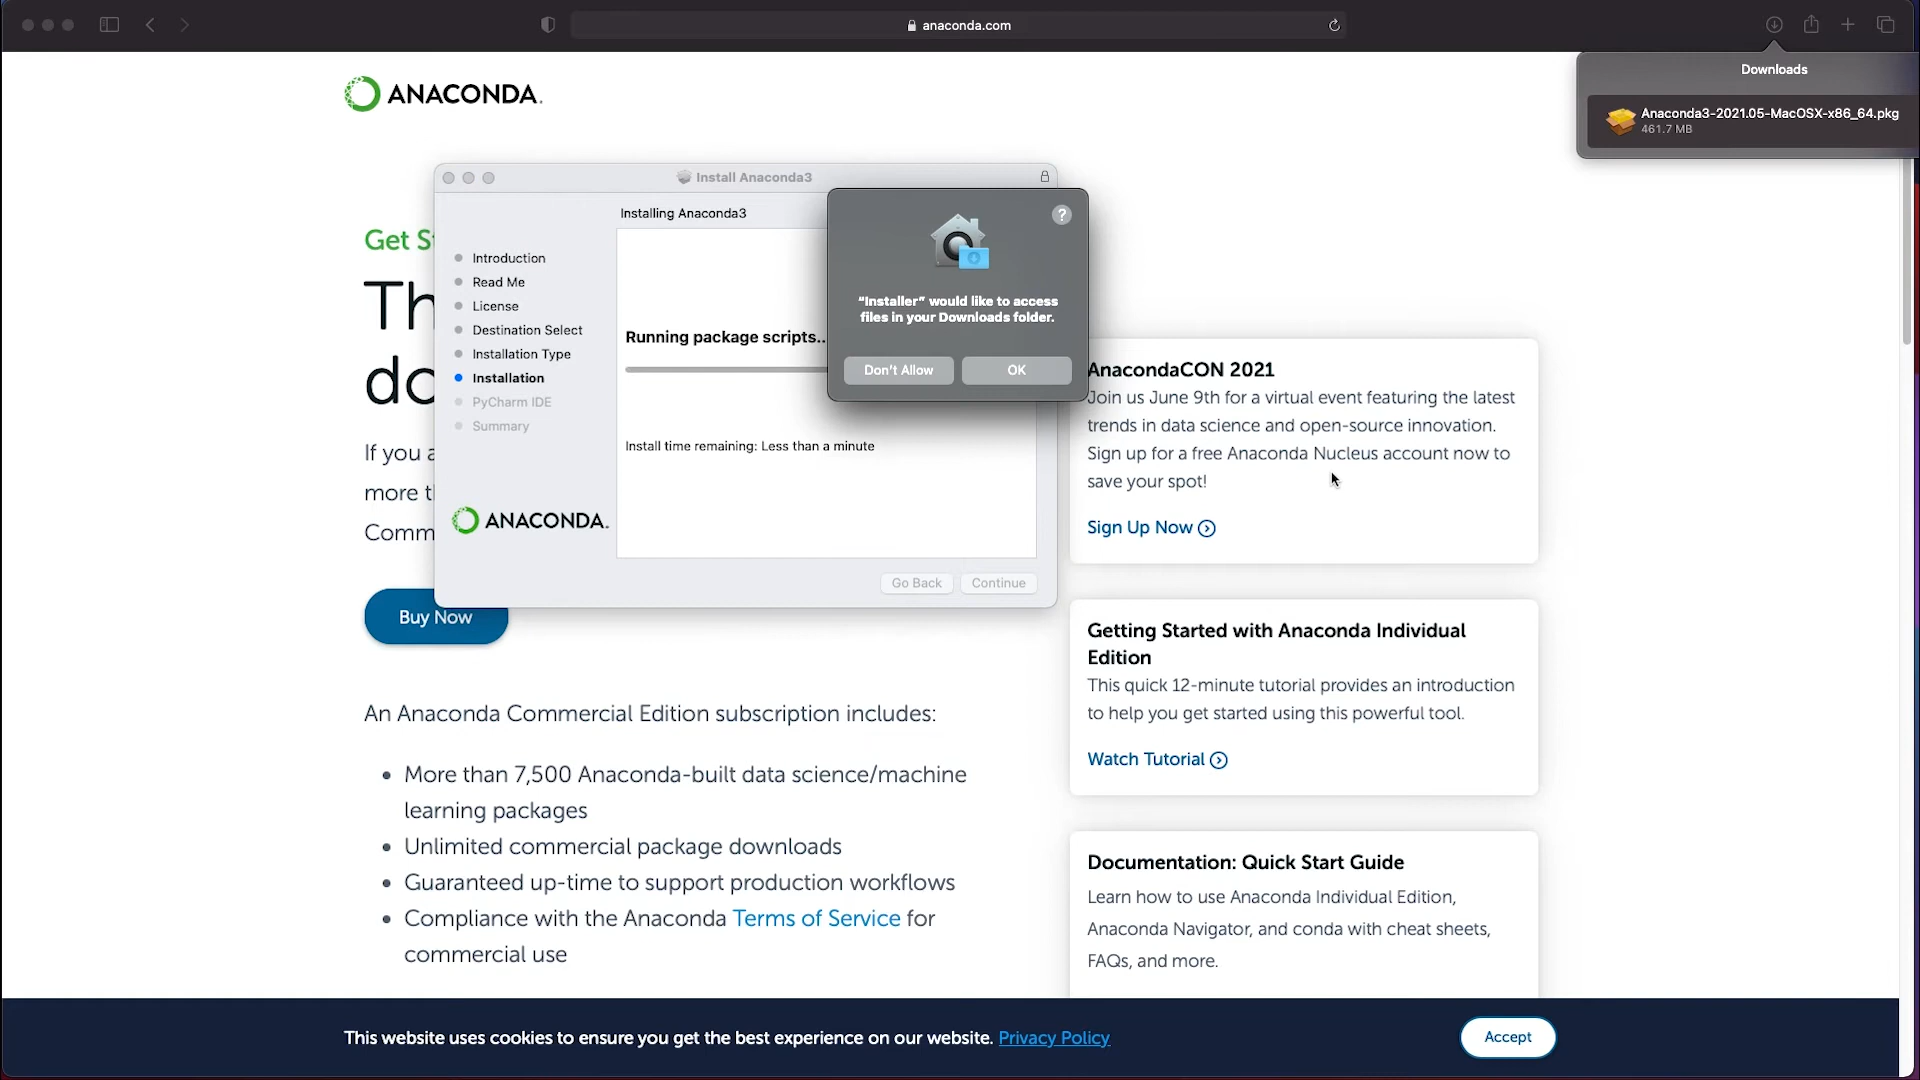 anaconda.com
Downloads
Anaconda3-2021.05-MacOSX-x86_64.pkg
461.7 MB
ANACONDA.
Install Anaconda3
Installing Anaconda3
"Installer" would like to access
files in your Downloads folder.
Don't Allow
OK
?
Introduction
Read Me
License
Destination Select
Installation Type
Installation
PyCharm IDE
Summary
Running package scripts..
Install time remaining: Less than a minute
ANACONDA.
Go Back
Continue
Get S
Th
do
If you a
more t
Comm
Buy Now
An Anaconda Commercial Edition subscription includes:
• More than 7,500 Anaconda-built data science/machine
learning packages
• Unlimited commercial package downloads
• Guaranteed up-time to support production workflows
• Compliance with the Anaconda Terms of Service for
commercial use
AnacondaCON 2021
Join us June 9th for a virtual event featuring the latest
trends in data science and open-source innovation.
Sign up for a free Anaconda Nucleus account now to
save your spot!
Sign Up Now
Getting Started with Anaconda Individual
Edition
This quick 12-minute tutorial provides an introduction
to help you get started using this powerful tool.
Watch Tutorial
Documentation: Quick Start Guide
Learn how to use Anaconda Individual Edition,
Anaconda Navigator, and conda with cheat sheets,
FAQs, and more.
This website uses cookies to ensure you get the best experience on our website. Privacy Policy
Accept